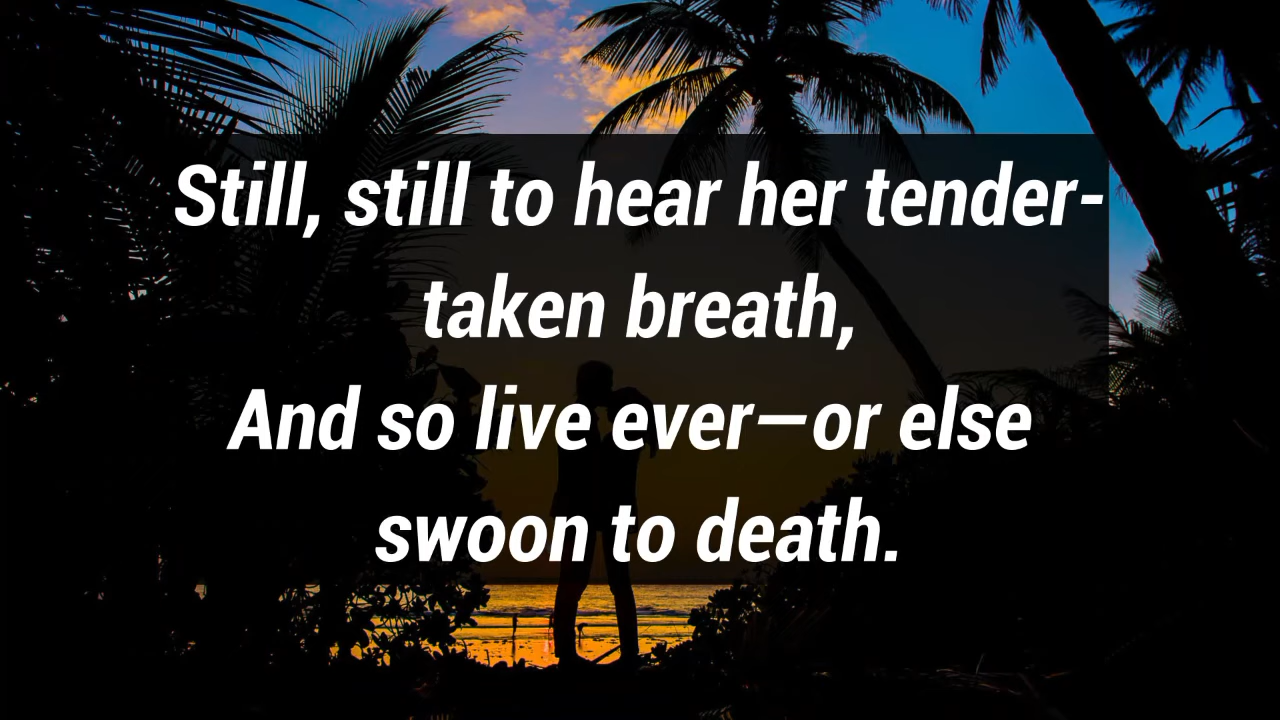 Still, still to hear her tender-
taken breath,
And so live ever—or else
swoon to death.